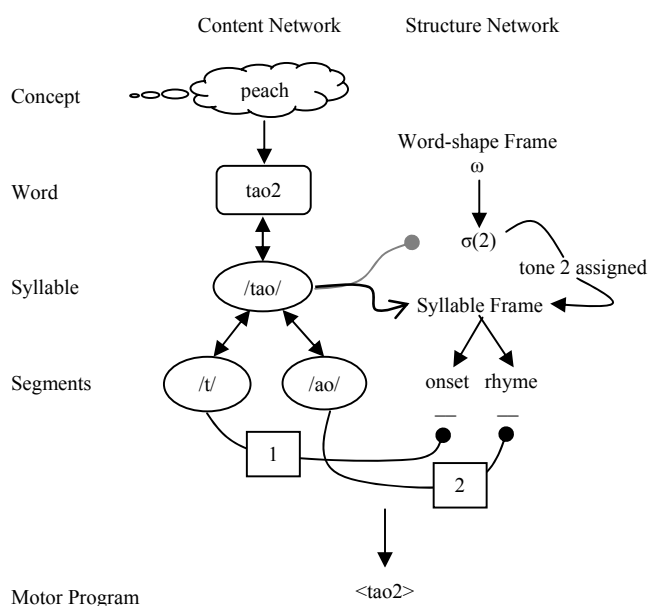 Content Network Structure Network
Concept peach
Word-shape Frame
ω
Word tao2
σ(2)
tone 2 assigned
Syllable /tao/ Syllable Frame
Segments /t/ /ao/ onset rhyme
1
2
Motor Program <tao2>